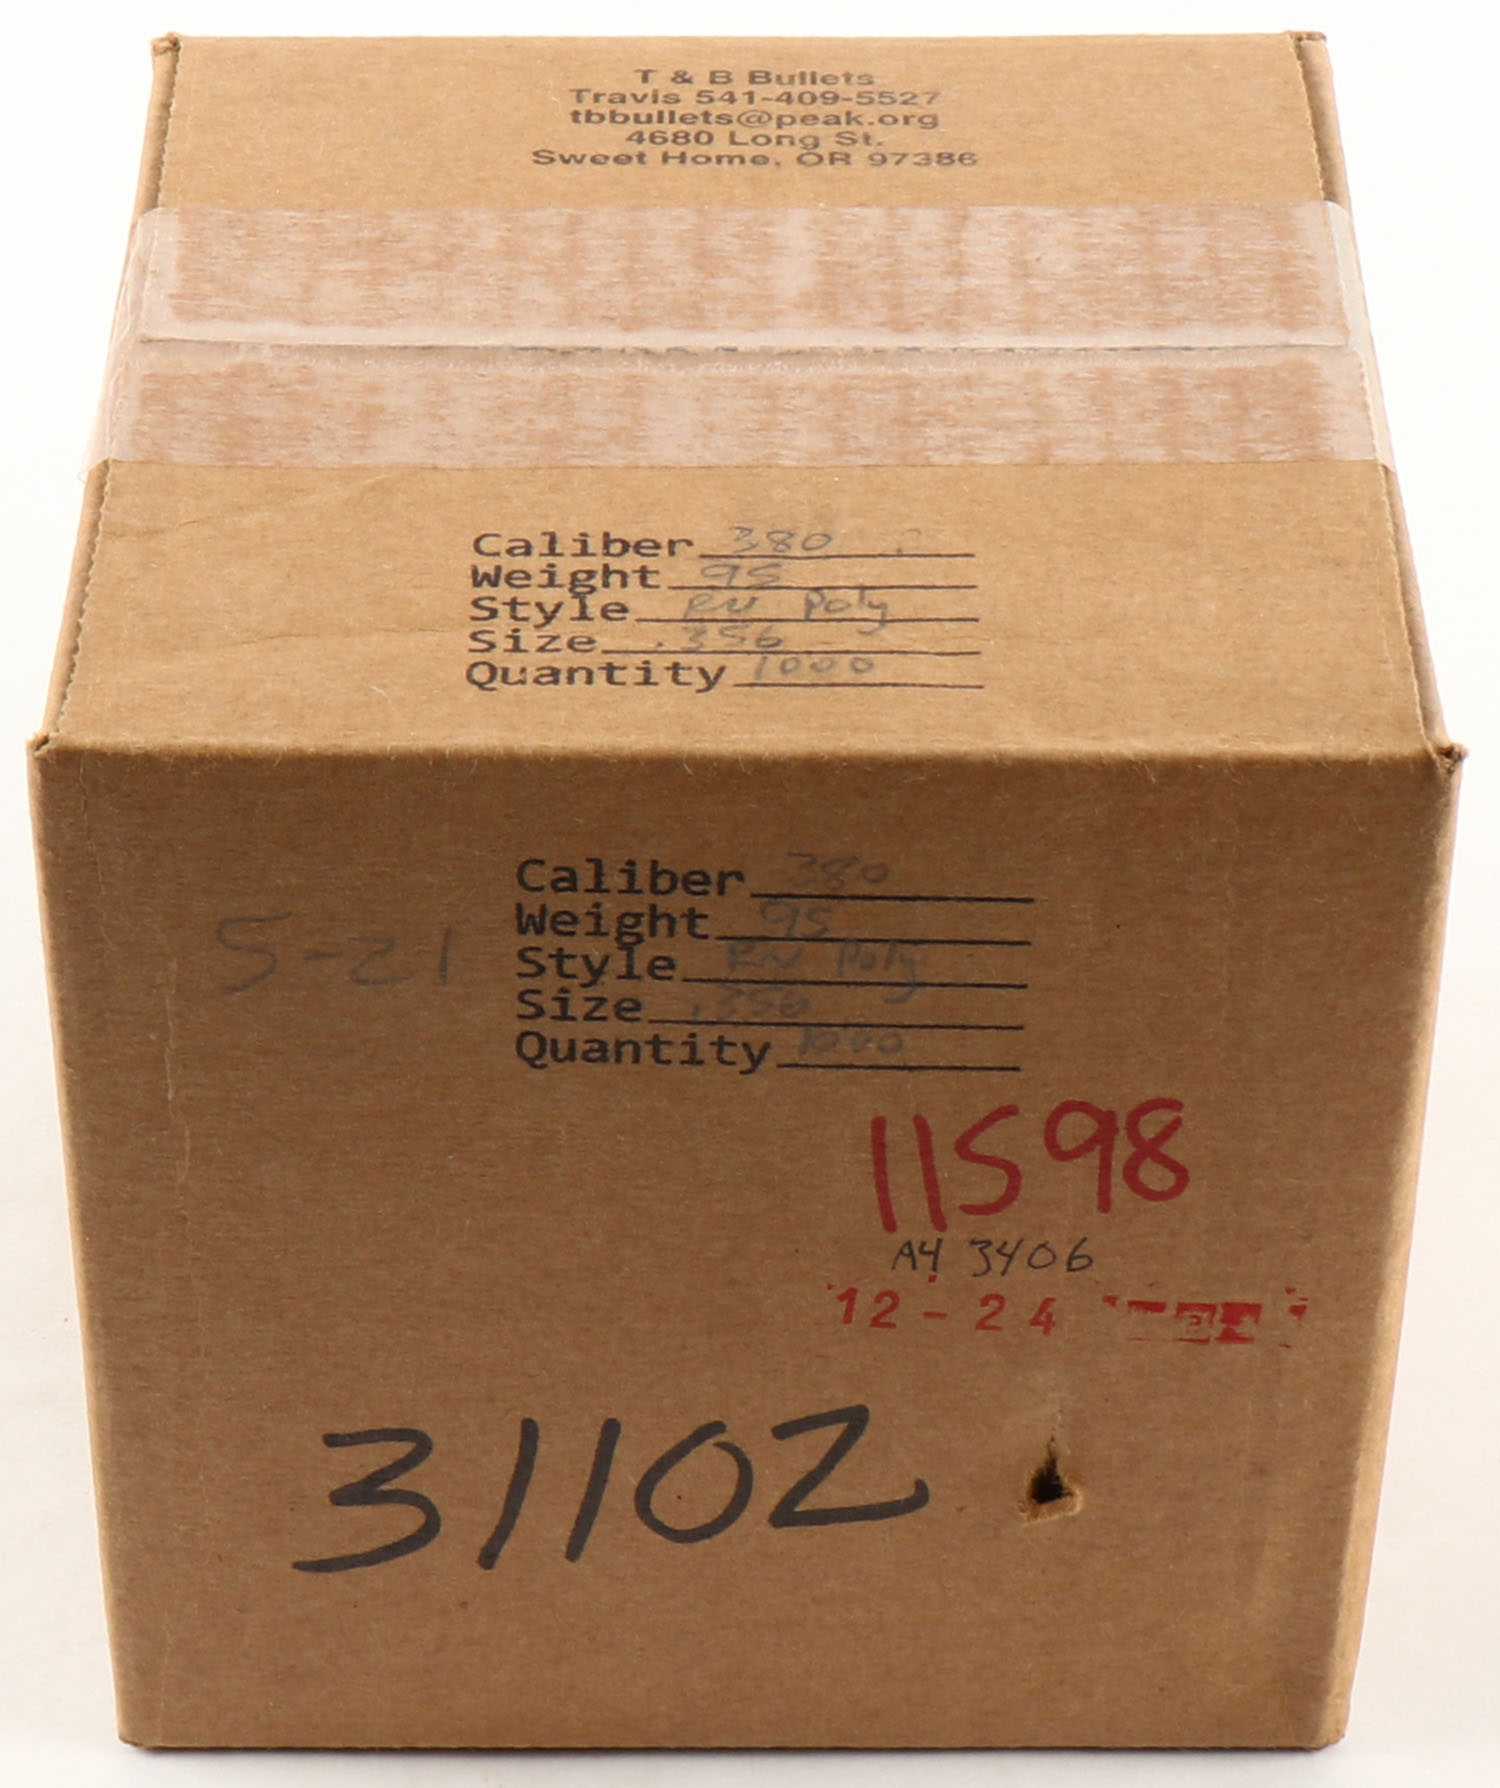 T & B Bullets
Travis 541-409-5527
tbbullets@peak.org
4680 Long St.
Sweet Home, OR 97386
Caliber 380
Weight 95
Style RN Poly
Size .356
Quantity 1000
Caliber 380
Weight 95
Style RN Poly
Size .356
Quantity 1000
5-21
11598
A4 3406
12-24
31102